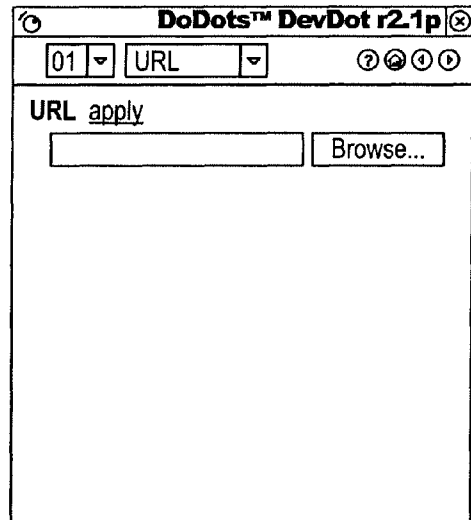 DoDots™ DevDot r2.1p
01 URL ?
URL apply
Browse...